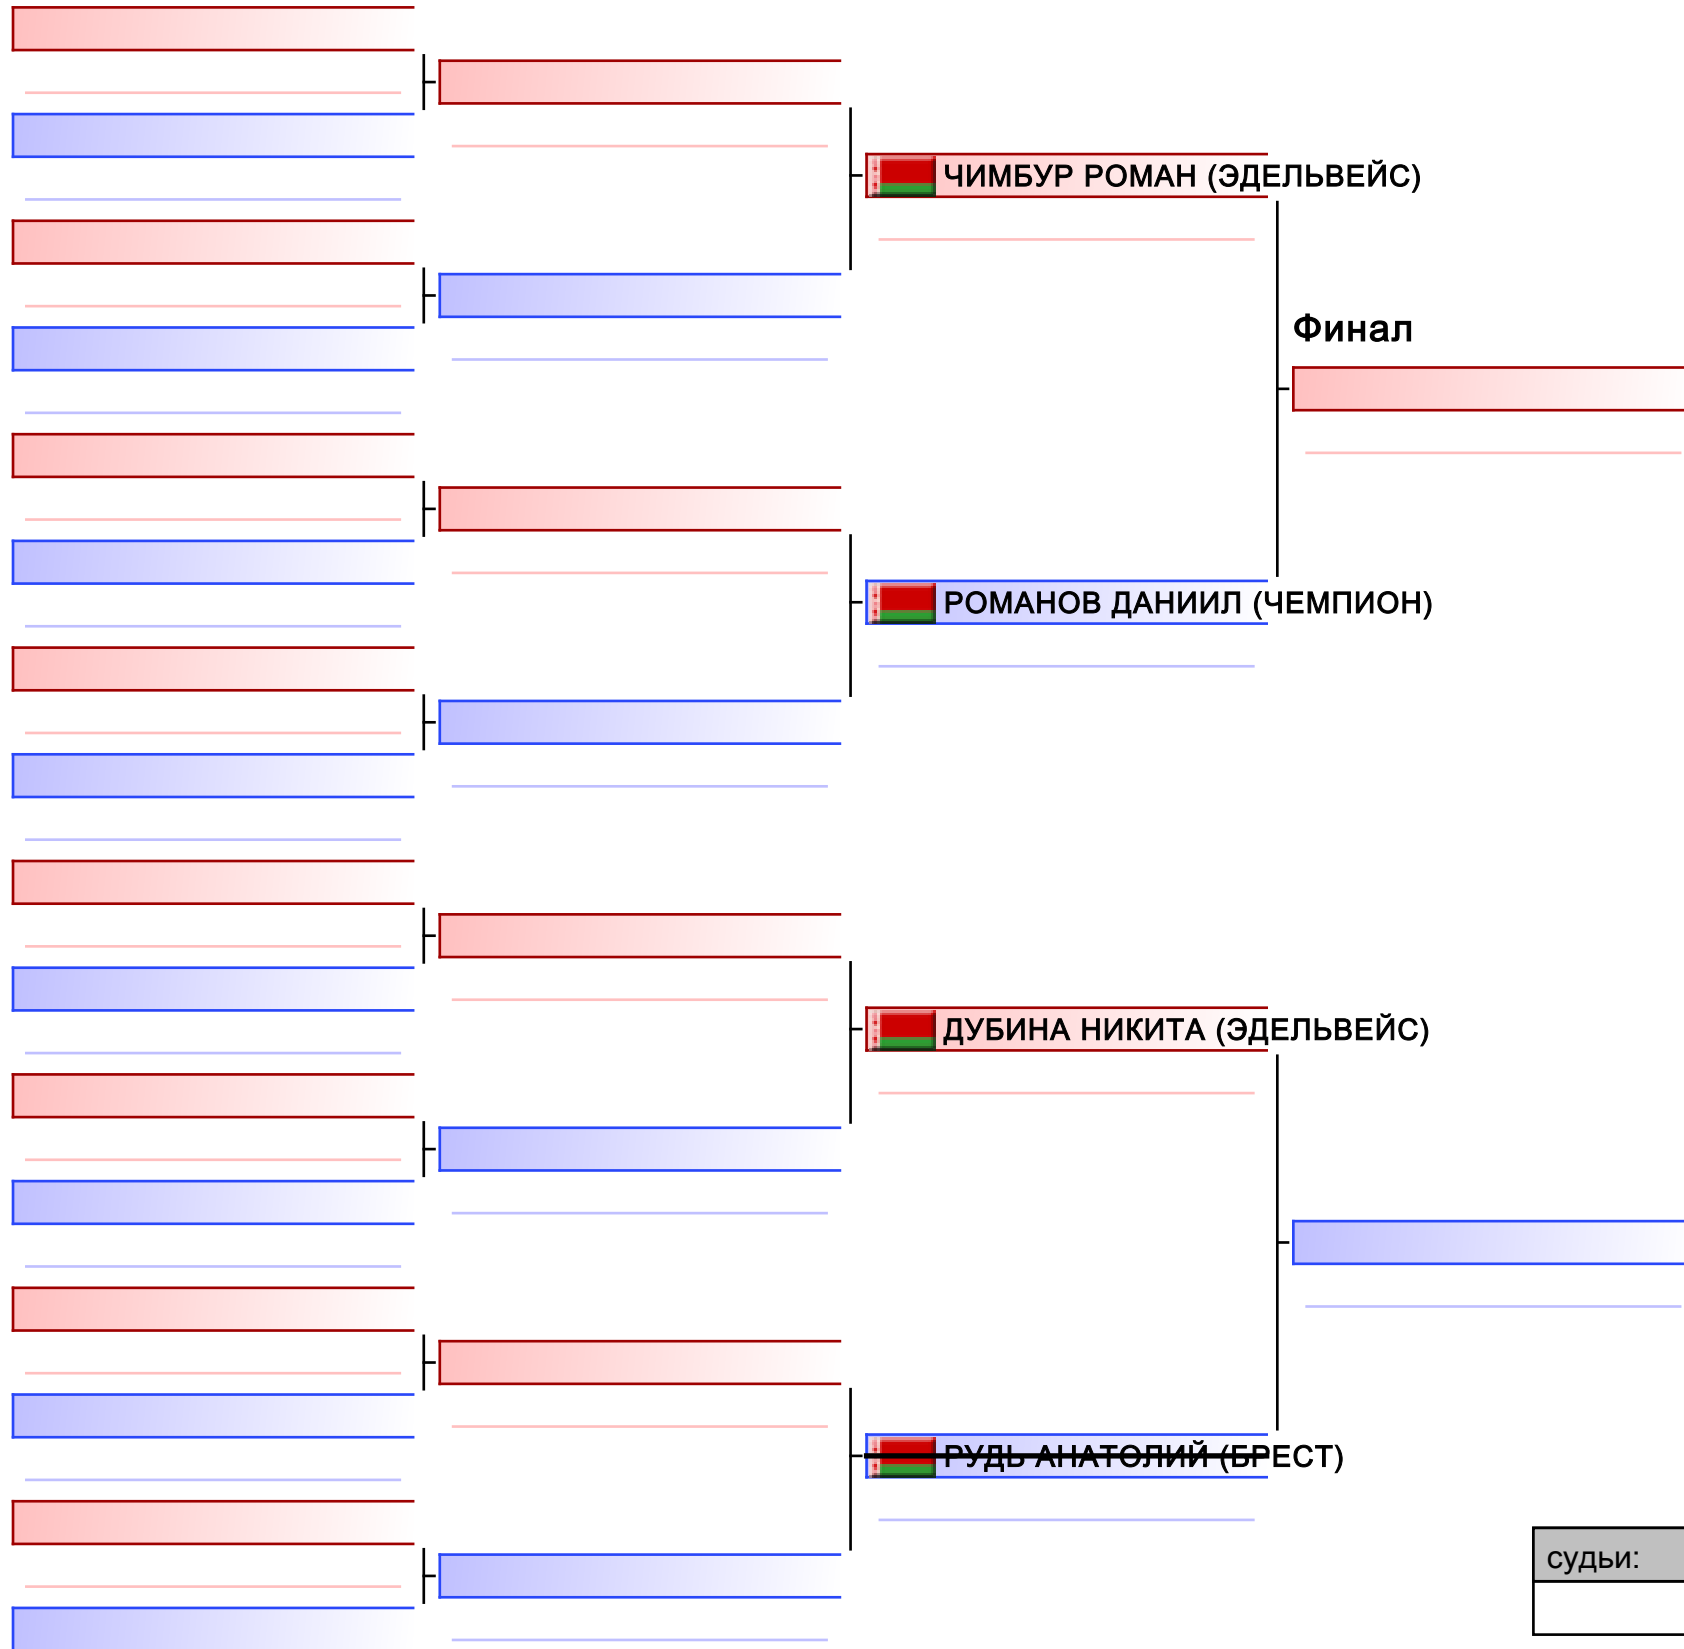 ЧИМБУР РОМАН (ЭДЕЛЬВЕЙС)
Финал
РОМАНОВ ДАНИИЛ (ЧЕМПИОН)
ДУБИНА НИКИТА (ЭДЕЛЬВЕЙС)
РУДЬ АНАТОЛИЙ (БРЕСТ)
судьи: